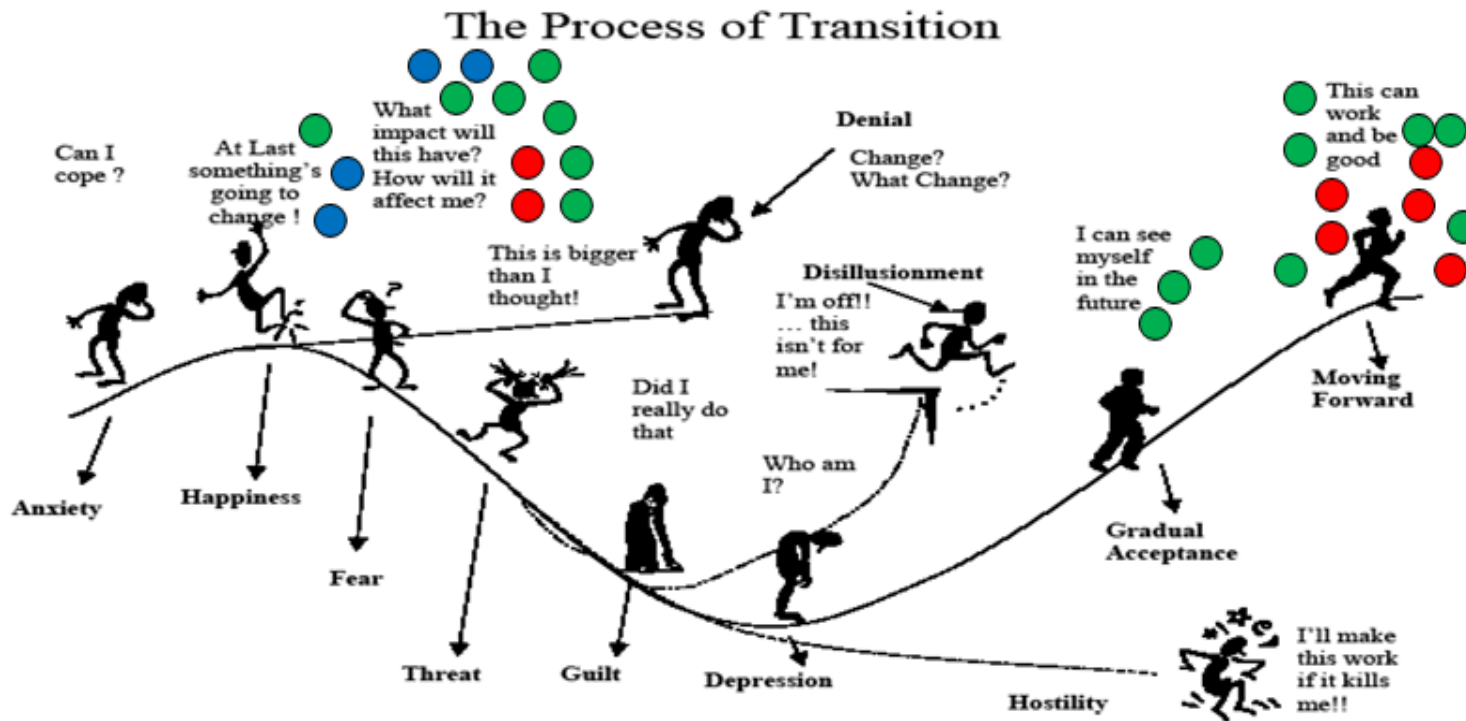 The Process of Transition
Can I
cope ?
At Last
something's
going to
change !
What
impact will
this have?
How will it
affect me?
This is bigger
than I
thought!
Denial
Change?
What Change?
Disillusionment
I'm off!!
... this
isn't for
me!
I can see
myself
in the
future
This can
work
and be
good
?
Did I
really do
that
Who am
I?
Anxiety
Happiness
Fear
Threat
Guilt
Depression
Hostility
Gradual
Acceptance
Moving
Forward
I'll make
this work
if it kills
me!!